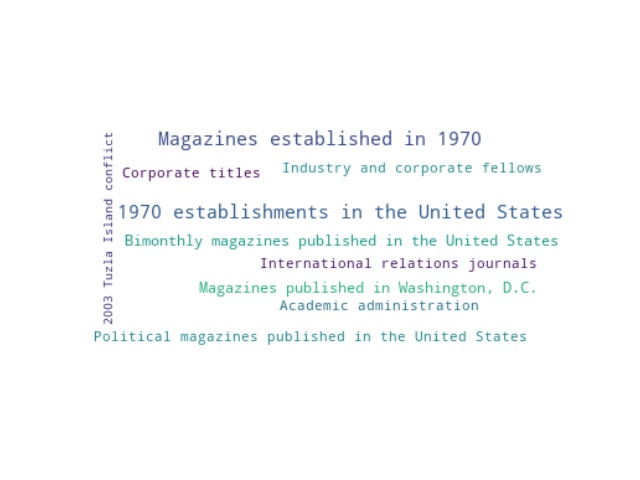 Magazines established in 1970
2003 Tuzla Island conflict
Corporate titles
Industry and corporate fellows
1970 establishments in the United States
Bimonthly magazines published in the United States
International relations journals
Magazines published in Washington, D.C.
Academic administration
Political magazines published in the United States